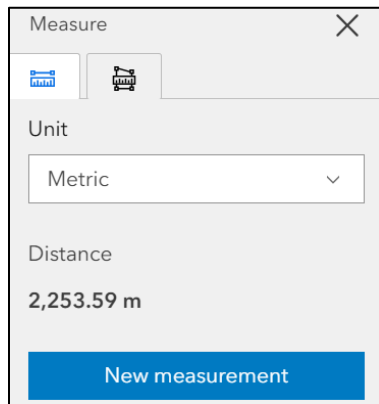 Measure
Unit
Metric
Distance
2,253.59 m
New measurement